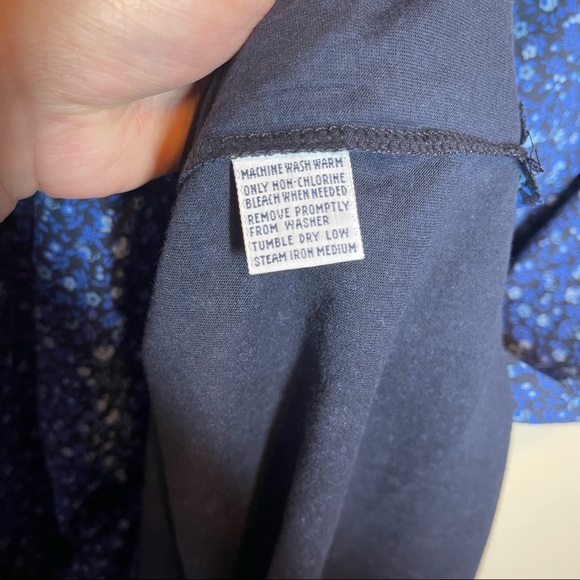 MACHINE WASH WARM
ONLY NON-CHLORINE
BLEACH WHEN NEEDED
REMOVE PROMPTLY
FROM WASHER
TUMBLE DRY LOW
STEAM IRON MEDIUM